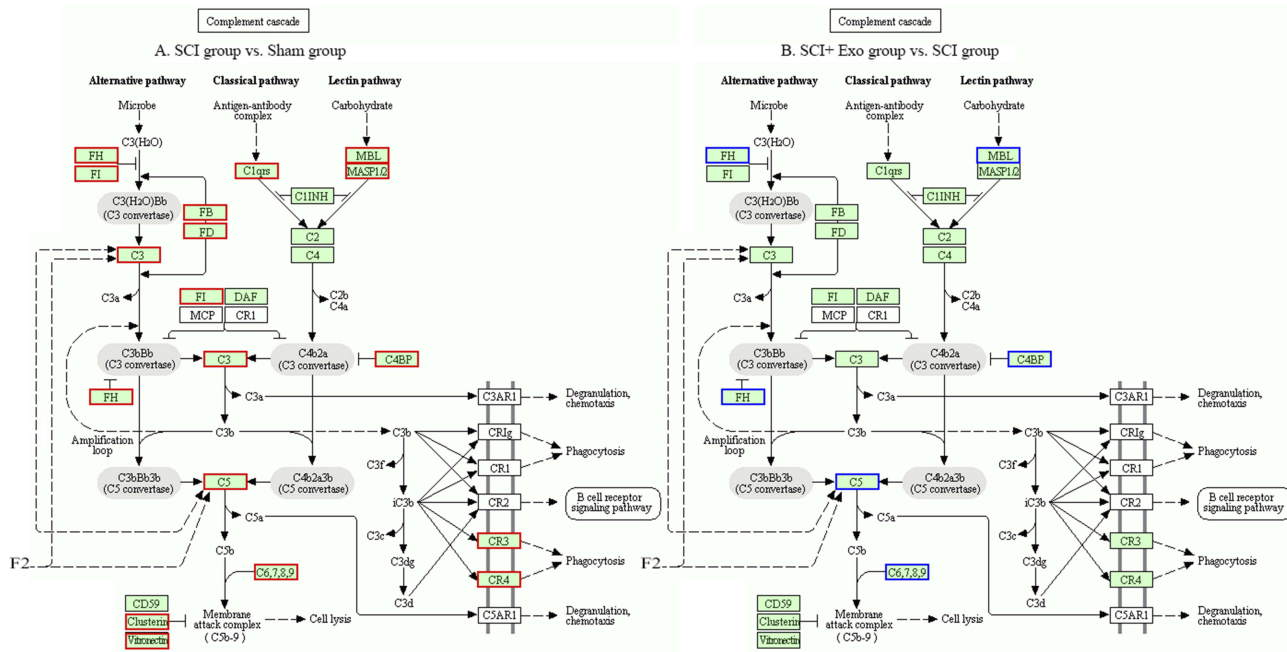 Complement cascade
A. SCI group vs. Sham group
Alternative pathway
Classical pathway
Lectin pathway
Microbe
Antigen-antibody
complex
Carbohydrate
C3(H2O)
FH
FI
C1qrs
MBL
MASP1/2
C1INH
C3(H2O)Bb
(C3 convertase)
FB
FD
C2
C4
C3
C3a
C2b
C4a
FI
DAF
MCP
CR1
C3bBb
(C3 convertase)
C3
C4b2a
(C3 convertase)
C4BP
FH
C3a
C3AR1
Degranulation,
chemotaxis
Amplification
loop
C3b
C3b
CRIg
Phagocytosis
C3f
CR1
C3bBb3b
(C5 convertase)
C5
C4b2a3b
(C5 convertase)
iC3b
CR2
B cell receptor
signaling pathway
C5a
C3c
CR3
C5b
F2
C3dg
Phagocytosis
C6,7,8,9
CR4
CD59
C3d
Clusterin
Membrane
attack complex
(C5b-9)
Cell lysis
C5AR1
Degranulation,
chemotaxis
Vitronectin
Complement cascade
B. SCI+ Exo group vs. SCI group
Alternative pathway
Classical pathway
Lectin pathway
Microbe
Antigen-antibody
complex
Carbohydrate
C3(H2O)
FH
FI
C1qrs
MBL
MASP1/2
C1INH
C3(H2O)Bb
(C3 convertase)
FB
FD
C2
C4
C3
C3a
C2b
C4a
FI
DAF
MCP
CR1
C3bBb
(C3 convertase)
C3
C4b2a
(C3 convertase)
C4BP
FH
C3a
C3AR1
Degranulation,
chemotaxis
Amplification
loop
C3b
C3b
CRIg
Phagocytosis
C3f
CR1
C3bBb3b
(C5 convertase)
C5
C4b2a3b
(C5 convertase)
iC3b
CR2
B cell receptor
signaling pathway
C5a
C3c
CR3
C5b
F2
C3dg
Phagocytosis
C6,7,8,9
CR4
CD59
C3d
Clusterin
Membrane
attack complex
(C5b-9)
Cell lysis
C5AR1
Degranulation,
chemotaxis
Vitronectin